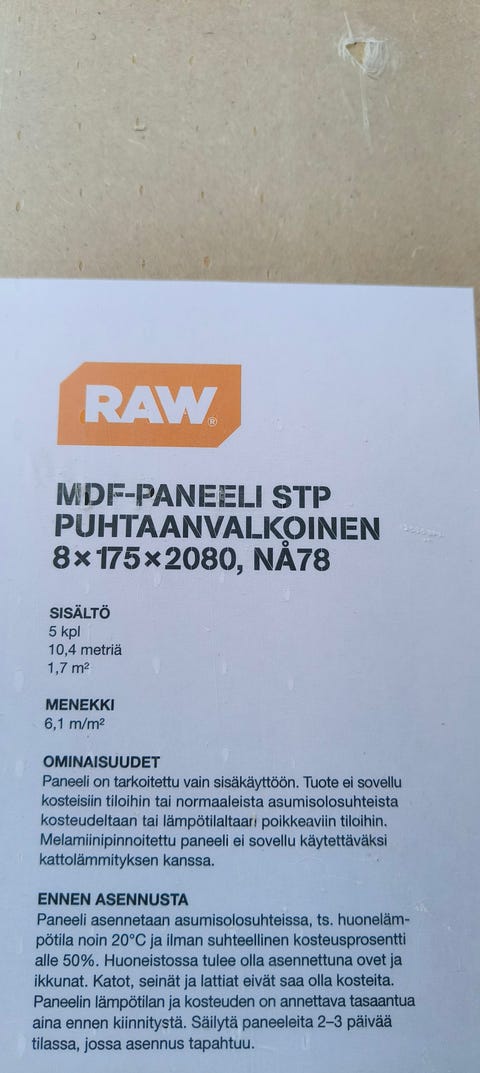 RAW®
MDF-PANEELI STP
PUHTAANVALKOINEN
8×175×2080, NÅ78
SISÄLTÖ
5 kpl
10,4 metriä
1,7 m²
MENEKKI
6,1 m/m²
OMINAISUUDET
Paneeli on tarkoitettu vain sisäkäyttöön. Tuote ei sovellu
kosteisiin tiloihin tai normaaleista asumisolosuhteista
kosteudeltaan tai lämpötilaltaan poikkeaviin tiloihin.
Melamiinipinnoitettu paneeli ei sovellu käytettäväksi
kattolämmityksen kanssa.
ENNEN ASENNUSTA
Paneeli asennetaan asumisolosuhteissa, ts. huoneläm-
pötila noin 20°C ja ilman suhteellinen kosteusprosentti
alle 50%. Huoneistossa tulee olla asennettuna ovet ja
ikkunat. Katot, seinät ja lattiat eivät saa olla kosteita.
Paneelin lämpötilan ja kosteuden on annettava tasaantua
aina ennen kiinnitystä. Säilytä paneeleita 2–3 päivää
tilassa, jossa asennus tapahtuu.